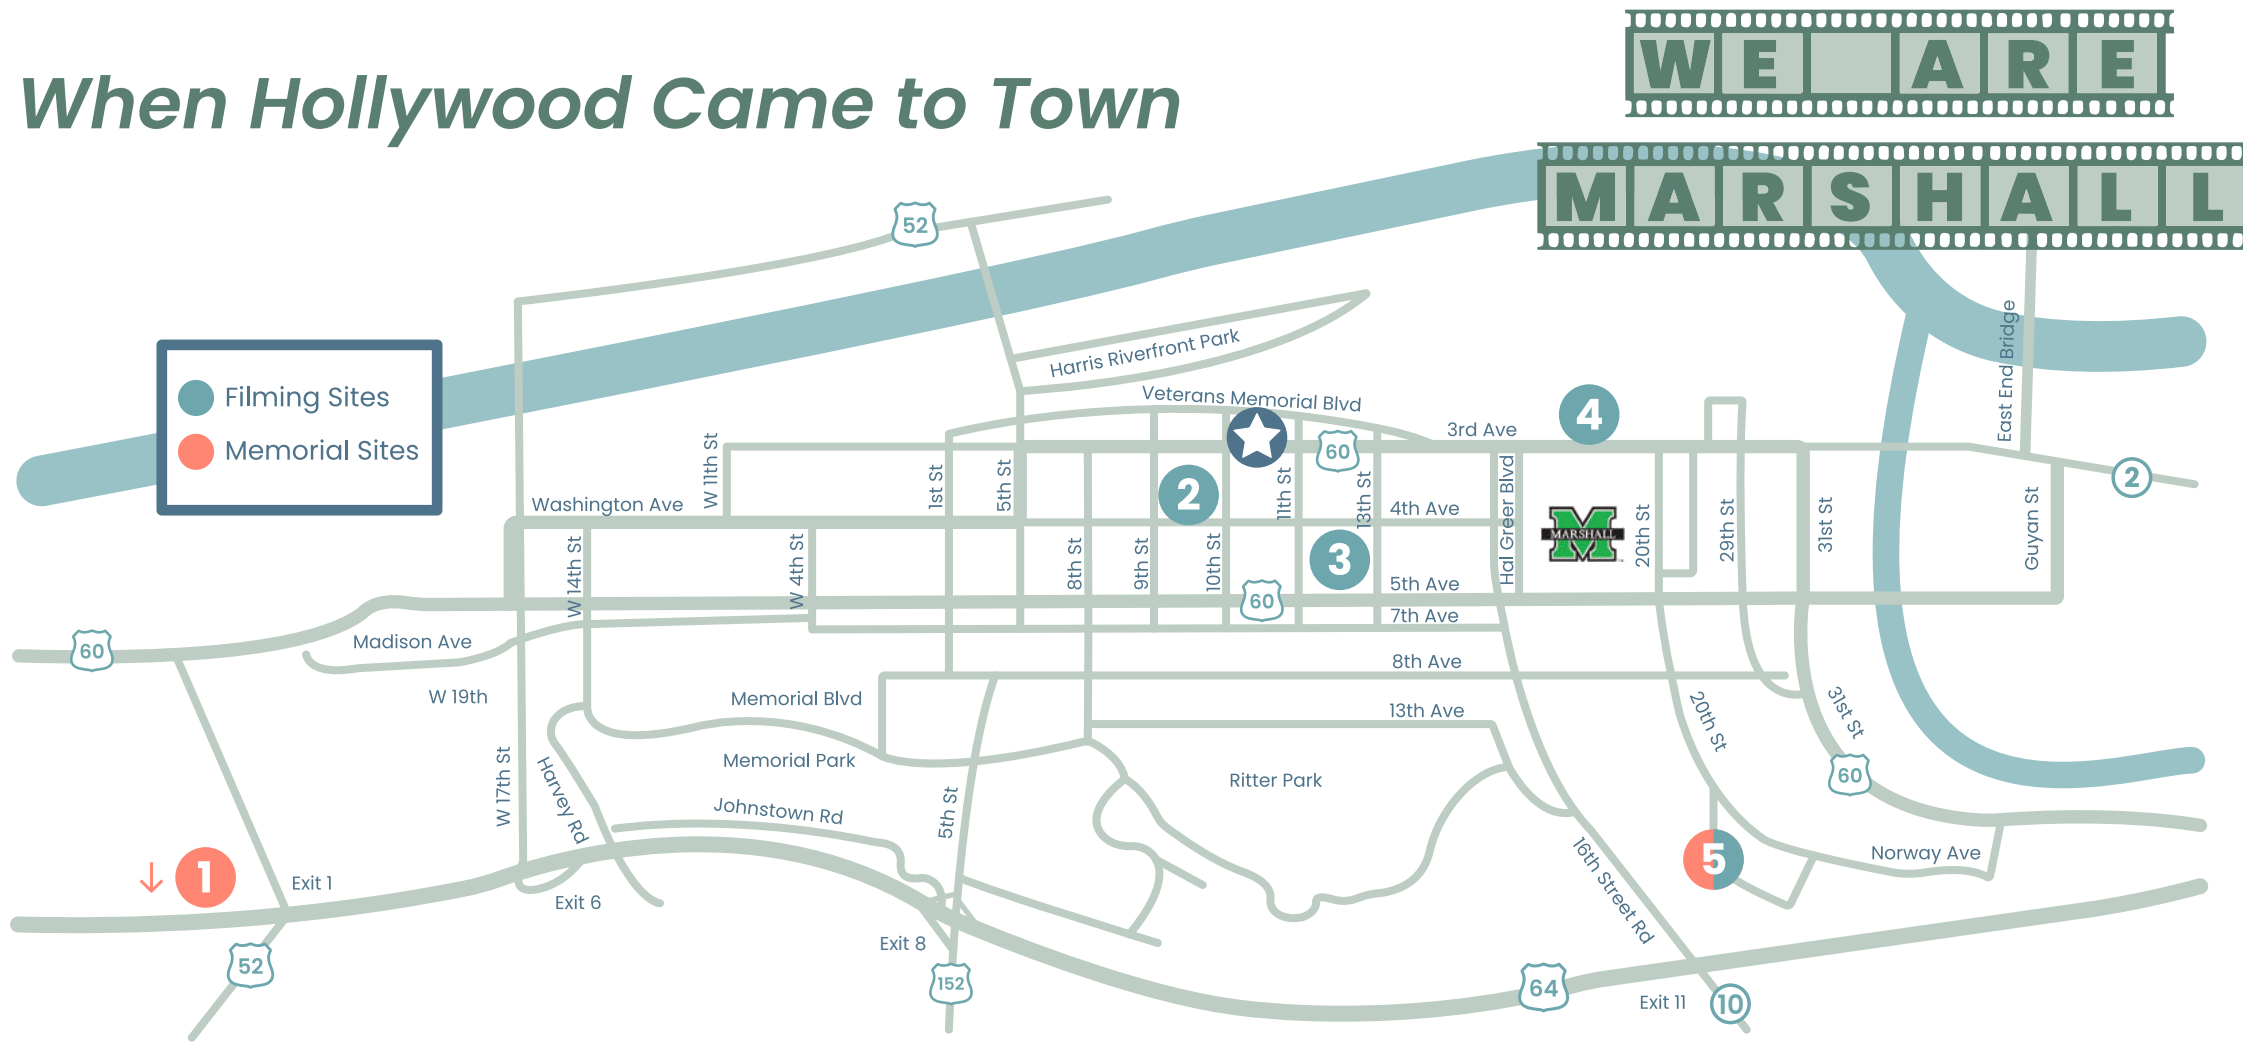 WE ARE
MARSHALL
When Hollywood Came to Town
52
Filming Sites
Memorial Sites
Harris Riverfront Park
Veterans Memorial Blvd
East End Bridge
3rd Ave
4
60
2
W 11th St
1st St
5th St
2
11th St
13th St
Washington Ave
4th Ave
Hal Greer Blvd
MARSHALL
20th St
29th St
31st St
Guyan St
W 14th St
W 4th St
8th St
9th St
10th St
3
5th Ave
60
7th Ave
60
Madison Ave
8th Ave
W 19th
Memorial Blvd
13th Ave
20th St
31st St
Memorial Park
Ritter Park
60
W 17th St
Harvey Rd
Johnstown Rd
5th St
16th Street Rd
5
Norway Ave
1
Exit 1
Exit 6
Exit 8
52
152
64
Exit 11
10